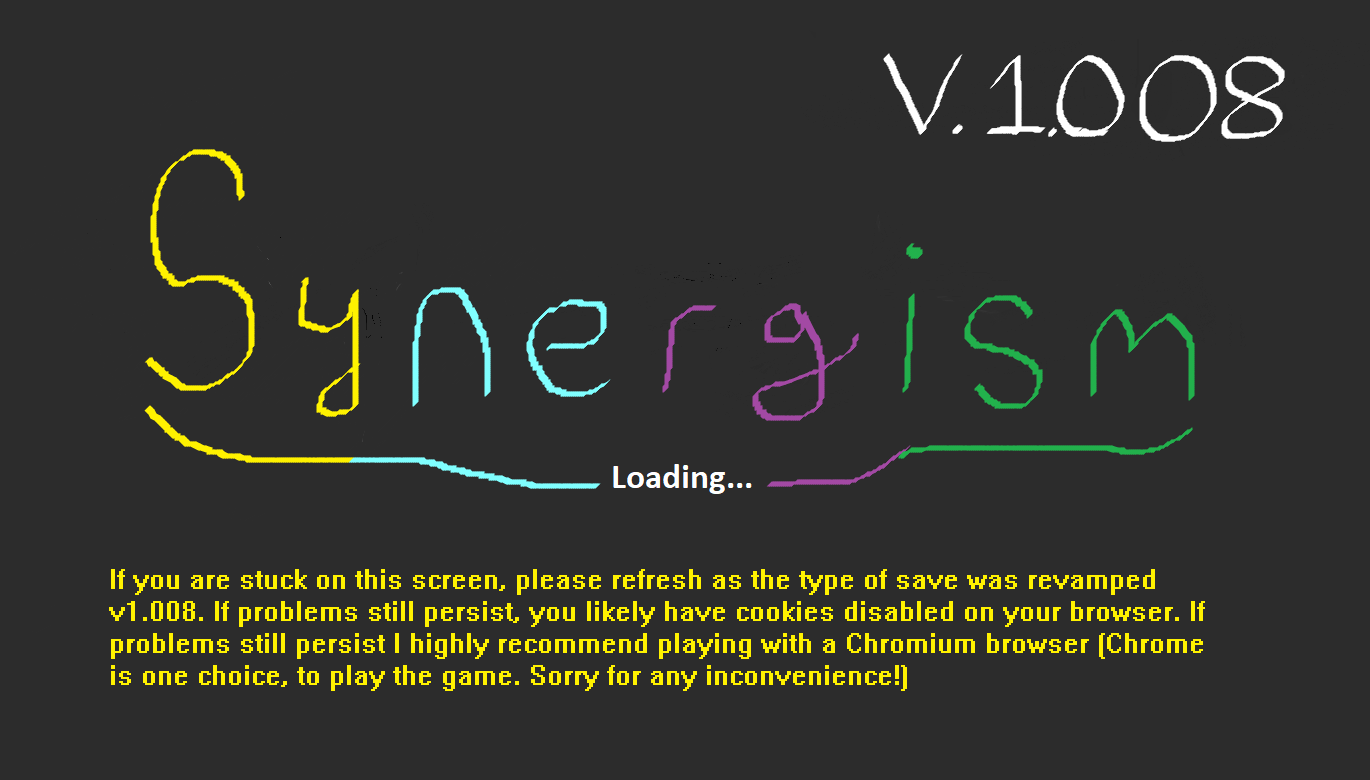 V.1.008
Synergism
Loading...
If you are stuck on this screen, please refresh as the type of save was revamped
v1.008. If problems still persist, you likely have cookies disabled on your browser. If
problems still persist I highly recommend playing with a Chromium browser (Chrome
is one choice, to play the game. Sorry for any inconvenience!)